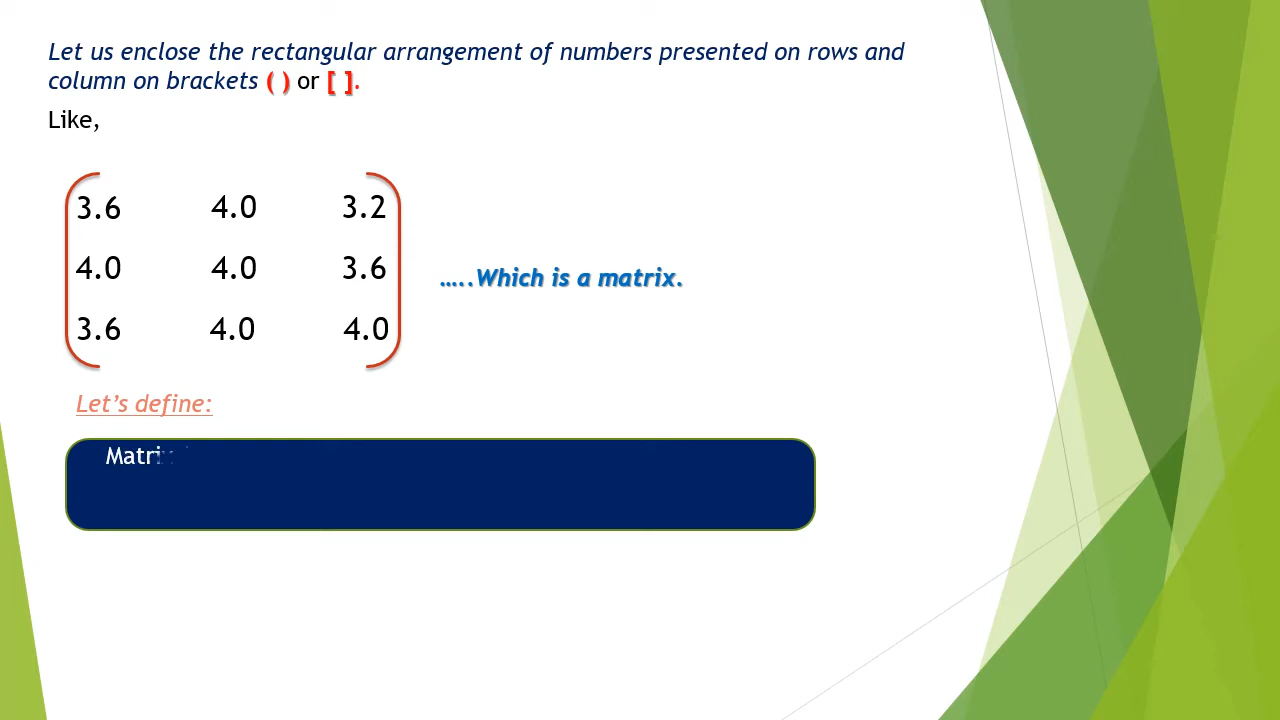 Let us enclose the rectangular arrangement of numbers presented on rows and
column on brackets ( ) or [ ].
Like,
3.6 4.0 3.2
4.0 4.0 3.6
…..Which is a matrix.
3.6 4.0 4.0
Let’s define:
Matrix